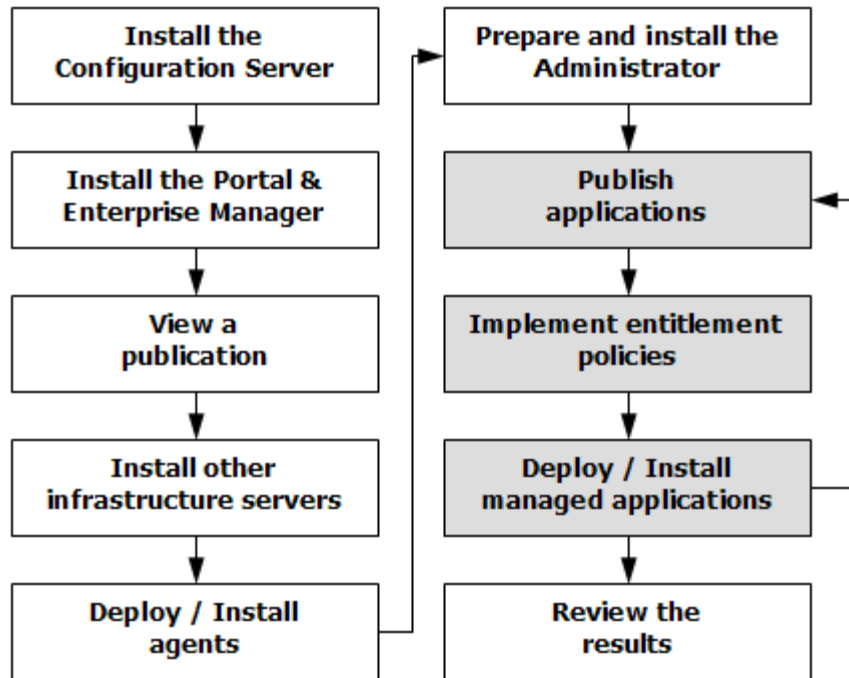 Install the
Configuration Server
Install the Portal &
Enterprise Manager
View a
publication
Install other
infrastructure servers
Deploy / Install
agents
Prepare and install the
Administrator
Publish
applications
Implement entitlement
policies
Deploy / Install
managed applications
Review the
results